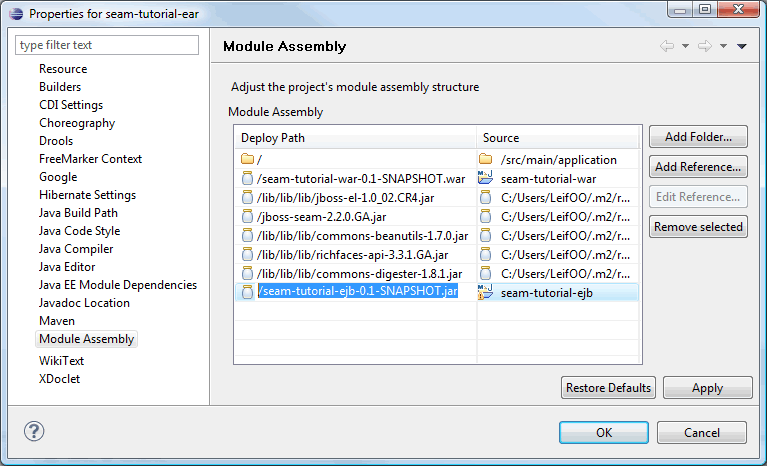 Properties for seam-tutorial-ear
type filter text
Resource
Builders
CDI Settings
Choreography
Drools
FreeMarker Context
Google
Hibernate Settings
Java Build Path
Java Code Style
Java Compiler
Java Editor
Java EE Module Dependencies
Javadoc Location
Maven
Module Assembly
WikiText
XDoclet
Module Assembly
Adjust the project's module assembly structure
Module Assembly
Deploy Path Source
/ /src/main/application
/seam-tutorial-war-0.1-SNAPSHOT.war seam-tutorial-war
/lib/lib/lib/jboss-el-1.0_02.CR4.jar C:/Users/LeifOO/.m2/r...
/jboss-seam-2.2.0.GA.jar C:/Users/LeifOO/.m2/r...
/lib/lib/lib/commons-beanutils-1.7.0.jar C:/Users/LeifOO/.m2/r...
/lib/lib/lib/richfaces-api-3.3.1.GA.jar C:/Users/LeifOO/.m2/r...
/lib/lib/lib/commons-digester-1.8.1.jar C:/Users/LeifOO/.m2/r...
/seam-tutorial-ejb-0.1-SNAPSHOT.jar seam-tutorial-ejb
Add Folder...
Add Reference...
Edit Reference...
Remove selected
Restore Defaults Apply
OK Cancel